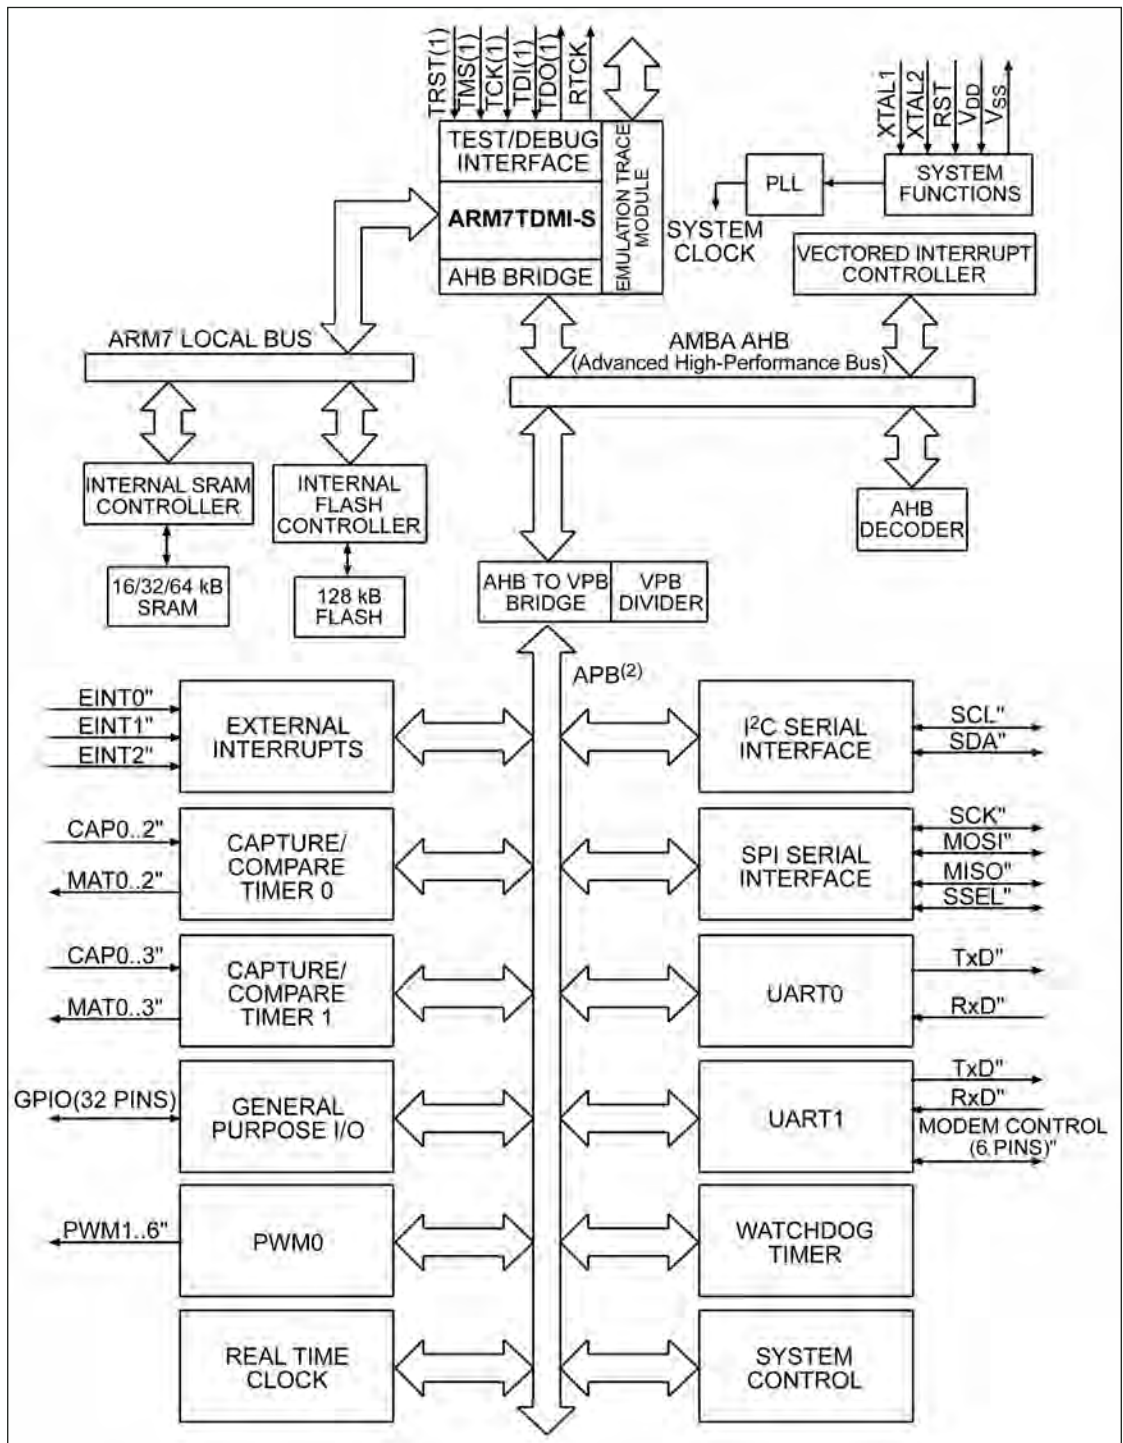 TRST(1)
TMS(1)
TCK(1)
TDI(1)
TDO(1)
RTCK
TEST/DEBUG
INTERFACE
ARM7TDMI-S
AHB BRIDGE
EMULATION TRACE
MODULE
XTAL1
XTAL2
RST
VDD
VSS
SYSTEM
FUNCTIONS
PLL
SYSTEM
CLOCK
VECTORED INTERRUPT
CONTROLLER
ARM7 LOCAL BUS
AMBA AHB
(Advanced High-Performance Bus)
INTERNAL SRAM
CONTROLLER
INTERNAL
FLASH
CONTROLLER
AHB
DECODER
16/32/64 kB
SRAM
128 kB
FLASH
AHB TO VPB
BRIDGE
VPB
DIVIDER
APB(2)
EINT0"
EINT1"
EINT2"
EXTERNAL
INTERRUPTS
I²C SERIAL
INTERFACE
SCL"
SDA"
CAP0..2"
MAT0..2"
CAPTURE/
COMPARE
TIMER 0
SPI SERIAL
INTERFACE
SCK"
MOSI"
MISO"
SSEL"
CAP0..3"
MAT0..3"
CAPTURE/
COMPARE
TIMER 1
UART0
TxD"
RxD"
GPIO(32 PINS)
GENERAL
PURPOSE I/O
UART1
TxD"
RxD"
MODEM CONTROL
(6 PINS)"
PWM1..6"
PWM0
WATCHDOG
TIMER
REAL TIME
CLOCK
SYSTEM
CONTROL